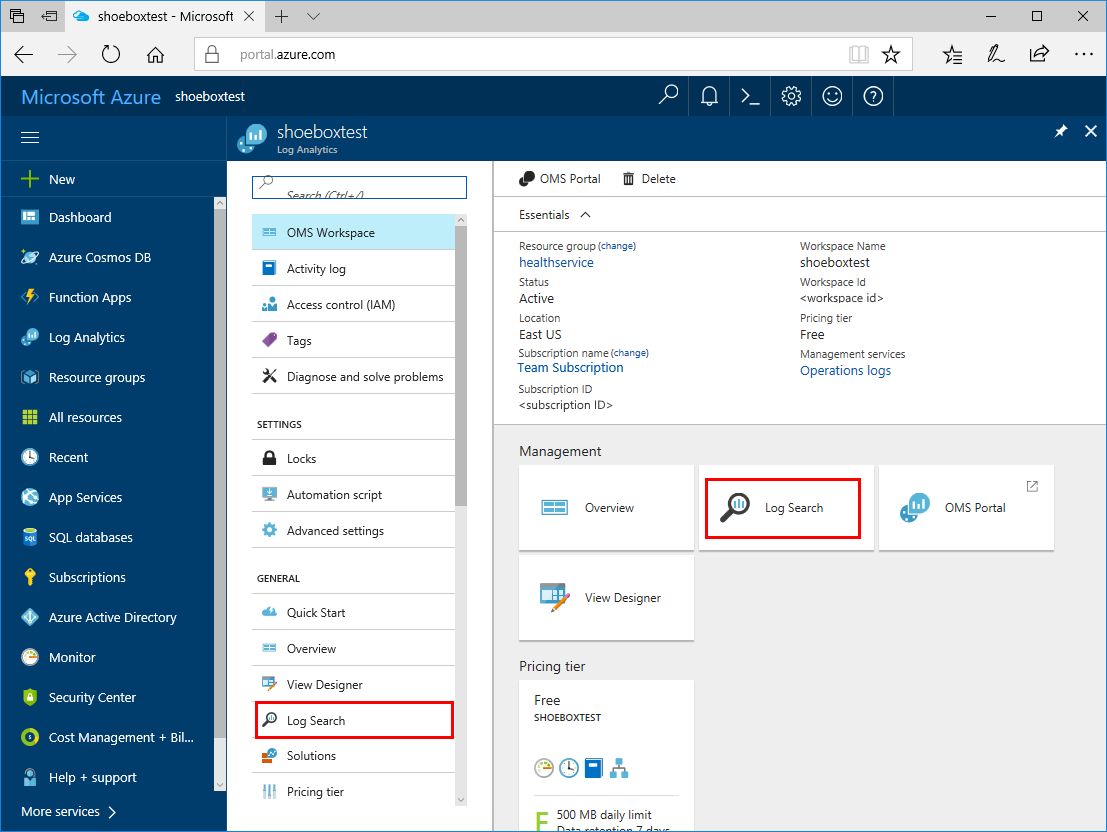 shoeboxtest - Microsoft
portal.azure.com
Microsoft Azure shoeboxtest
shoeboxtest
Log Analytics
New
Dashboard
Azure Cosmos DB
Function Apps
Log Analytics
Resource groups
All resources
Recent
App Services
SQL databases
Subscriptions
Azure Active Directory
Monitor
Security Center
Cost Management + Bil...
Help + support
More services
Search (Ctrl+/)
OMS Workspace
Activity log
Access control (IAM)
Tags
Diagnose and solve problems
SETTINGS
Locks
Automation script
Advanced settings
GENERAL
Quick Start
Overview
View Designer
Log Search
Solutions
Pricing tier
OMS Portal Delete
Essentials
Resource group (change)
healthservice
Status
Active
Location
East US
Subscription name (change)
Team Subscription
Subscription ID
<subscription ID>
Workspace Name
shoeboxtest
Workspace Id
<workspace id>
Pricing tier
Free
Management services
Operations logs
Management
Overview
Log Search
OMS Portal
View Designer
Pricing tier
Free
SHOEBOXTEST
F
500 MB daily limit
Data retention 7 days